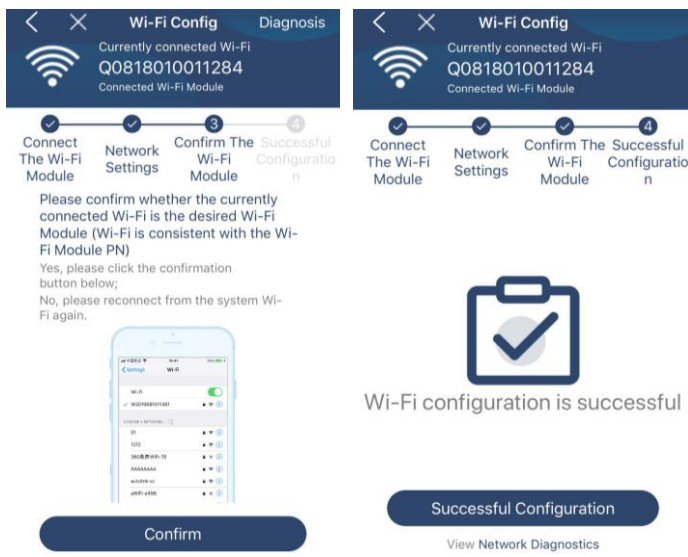 Wi-Fi Config
Diagnosis
Currently connected Wi-Fi
Q0818010011284
Connected Wi-Fi Module
3
4
Connect
The Wi-Fi
Module
Network
Settings
Confirm The
Wi-Fi
Module
Successful
Configuratio
n
Please confirm whether the currently
connected Wi-Fi is the desired Wi-Fi
Module (Wi-Fi is consistent with the Wi-
Fi Module PN)
Yes, please click the confirmation
button below;
No, please reconnect from the system Wi-
Fi again.
Settings
Wi-Fi
Wi-Fi
CHOOSE A NETWORK...
01
1212
AAAAAAAA
Confirm
Wi-Fi Config
Currently connected Wi-Fi
Q0818010011284
Connected Wi-Fi Module
4
Connect
The Wi-Fi
Module
Network
Settings
Confirm The
Wi-Fi
Module
Successful
Configuratio
n
Wi-Fi configuration is successful
Successful Configuration
View Network Diagnostics